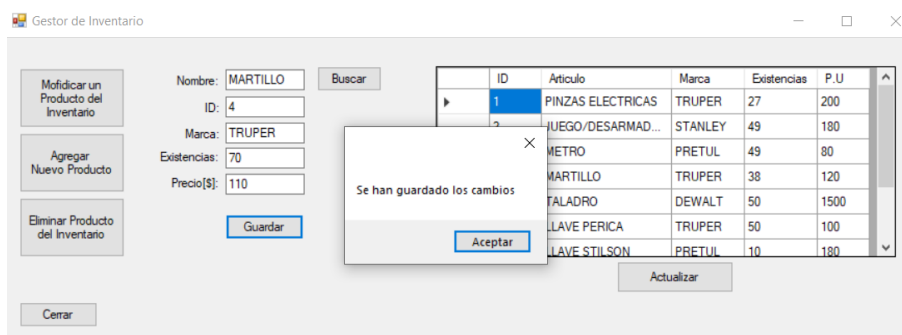 Gestor de Inventario
Mofidicar un
Producto del
Inventario
Agregar
Nuevo Producto
Eliminar Producto
del Inventario
Cerrar
Nombre: MARTILLO Buscar
ID: 4
Marca: TRUPER
Existencias: 70
Precio[$]: 110
Guardar
Se han guardado los cambios
Aceptar
ID Articulo Marca Existencias P.U
1 PINZAS ELECTRICAS TRUPER 27 200
JUEGO/DESARMAD... STANLEY 49 180
METRO PRETUL 49 80
MARTILLO TRUPER 38 120
TALADRO DEWALT 50 1500
LLAVE PERICA TRUPER 50 100
LLAVE STILSON PRETUL 10 180
Actualizar